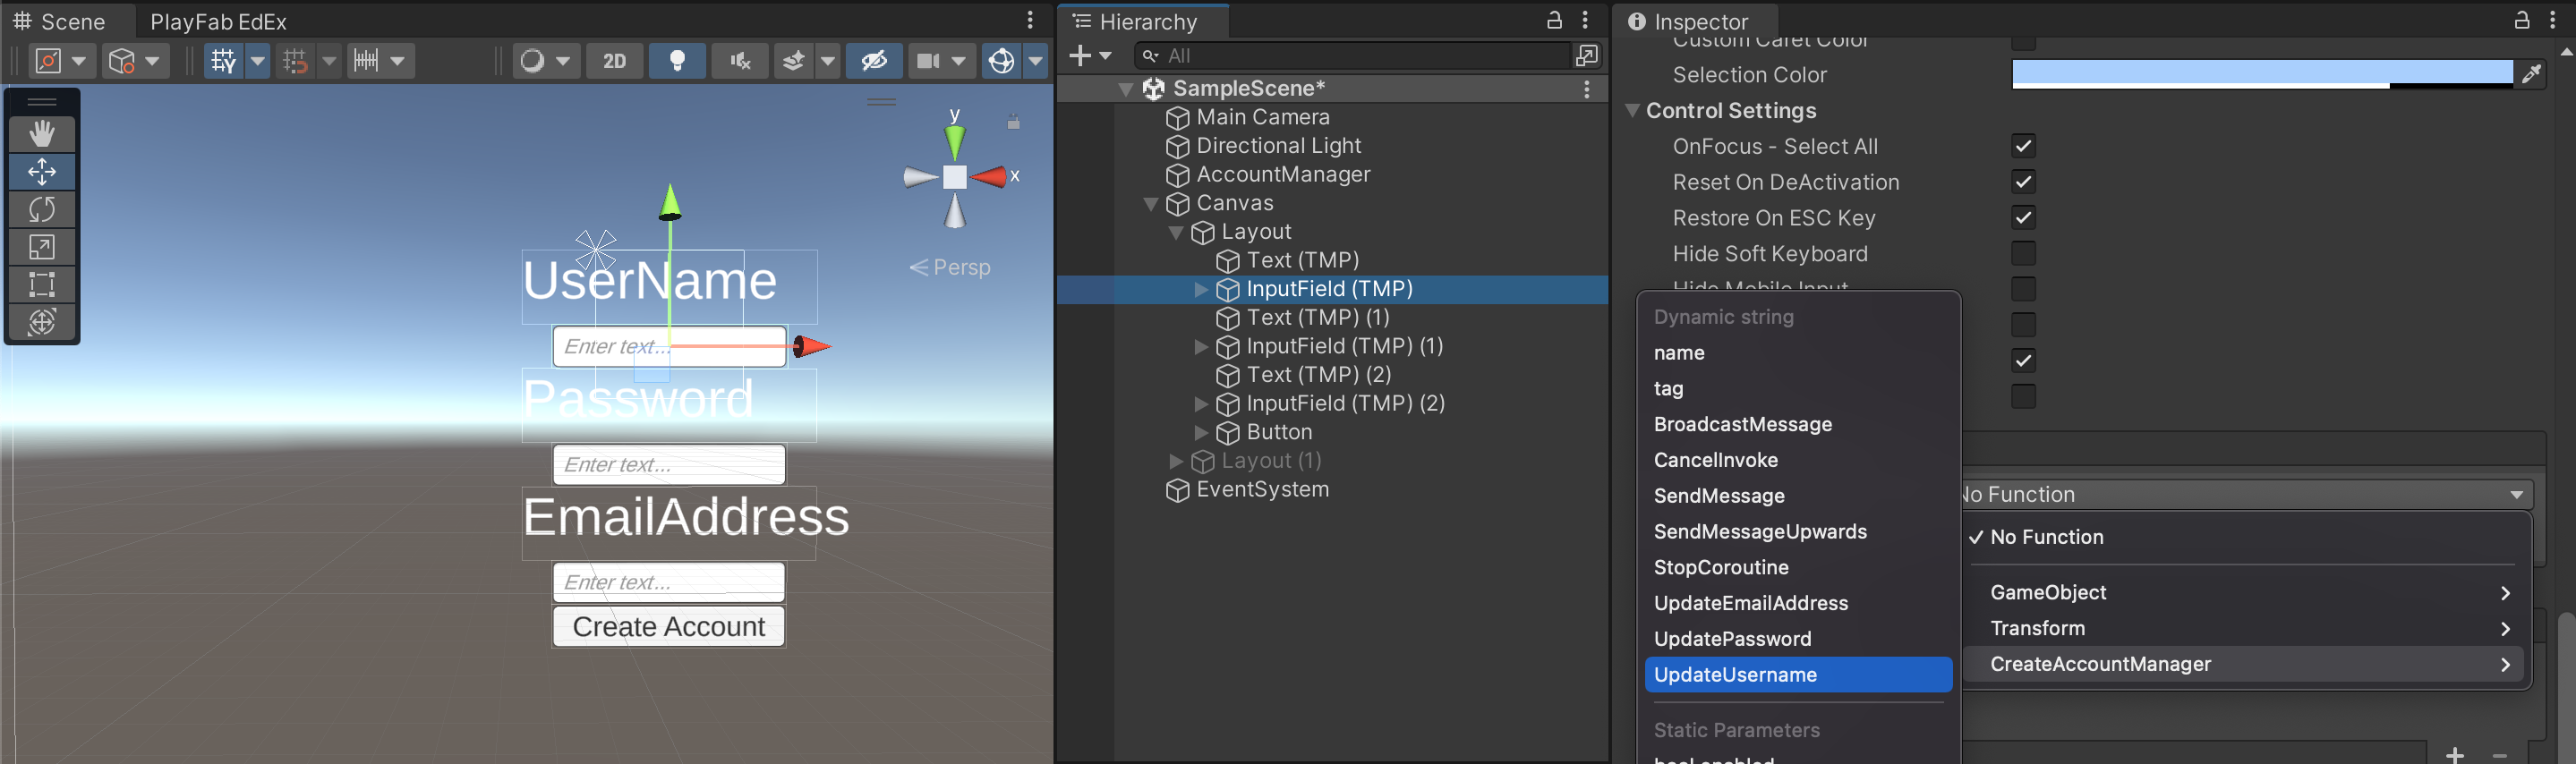 Scene
PlayFab EdEx
2D
y
x
Persp
UserName
Enter text...
Password
Enter text...
EmailAddress
Enter text...
Create Account
Hierarchy
All
SampleScene*
Main Camera
Directional Light
AccountManager
Canvas
Layout
Text (TMP)
InputField (TMP)
Text (TMP) (1)
InputField (TMP) (1)
Text (TMP) (2)
InputField (TMP) (2)
Button
Layout (1)
EventSystem
Inspector
Custom Caret Color
Selection Color
Control Settings
OnFocus - Select All
Reset On DeActivation
Restore On ESC Key
Hide Soft Keyboard
Hide Mobile Input
Dynamic string
name
tag
BroadcastMessage
CancelInvoke
SendMessage
SendMessageUpwards
StopCoroutine
UpdateEmailAddress
UpdatePassword
UpdateUsername
Static Parameters
bool enabled
No Function
No Function
GameObject
Transform
CreateAccountManager